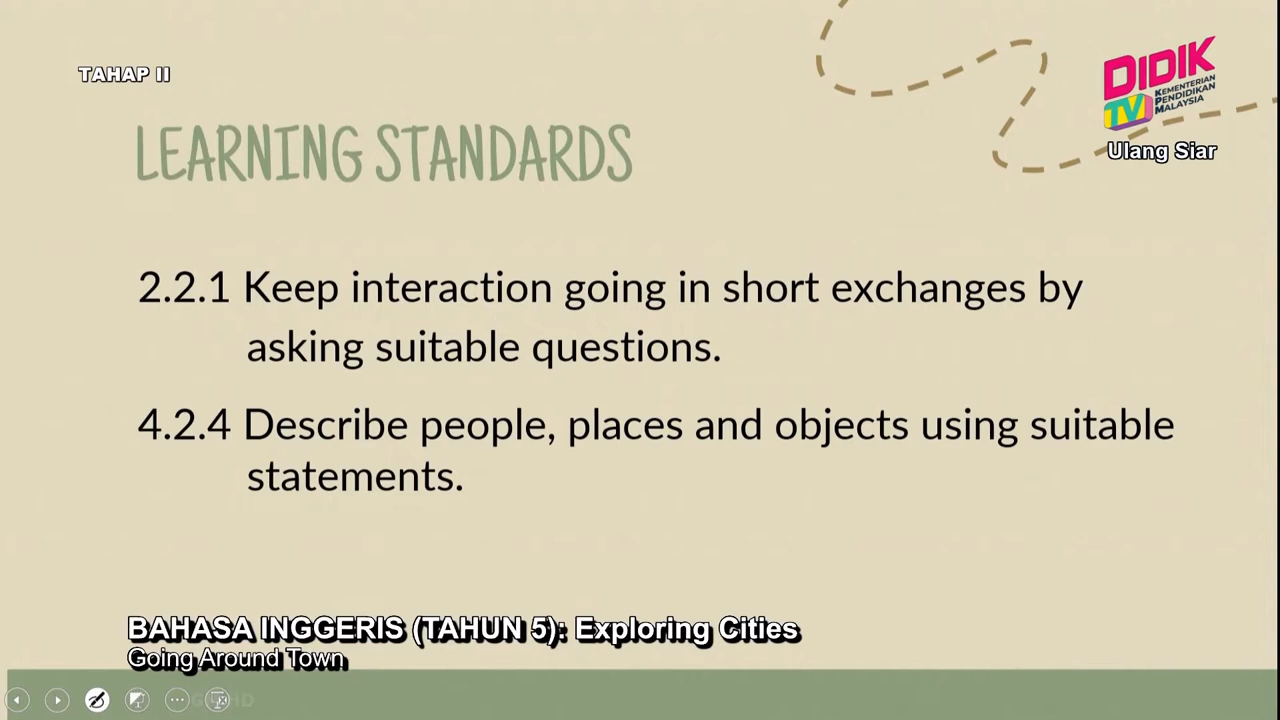 TAHAP II
DIDIK
TV
KEMENTERIAN
PENDIDIKAN
MALAYSIA
Ulang Siar
LEARNING STANDARDS
2.2.1 Keep interaction going in short exchanges by
asking suitable questions.
4.2.4 Describe people, places and objects using suitable
statements.
BAHASA INGGERIS (TAHUN 5): Exploring Cities
Going Around Town